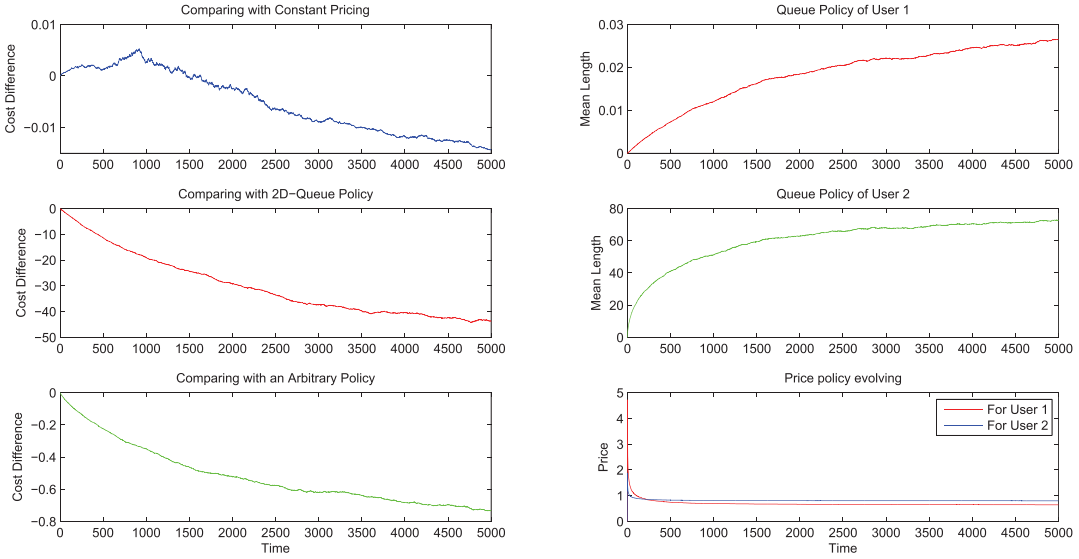 Comparing with Constant Pricing
0.01
0
−0.01
Cost Difference
0 500 1000 1500 2000 2500 3000 3500 4000 4500 5000
Queue Policy of User 1
0.03
0.02
0.01
0
Mean Length
0 500 1000 1500 2000 2500 3000 3500 4000 4500 5000
Comparing with 2D−Queue Policy
0
−10
−20
−30
−40
−50
Cost Difference
0 500 1000 1500 2000 2500 3000 3500 4000 4500 5000
Queue Policy of User 2
80
60
40
20
0
Mean Length
0 500 1000 1500 2000 2500 3000 3500 4000 4500 5000
Comparing with an Arbitrary Policy
0
−0.2
−0.4
−0.6
−0.8
Cost Difference
0 500 1000 1500 2000 2500 3000 3500 4000 4500 5000
Time
Price policy evolving
5
4
3
2
1
0
Price
For User 1
For User 2
0 500 1000 1500 2000 2500 3000 3500 4000 4500 5000
Time